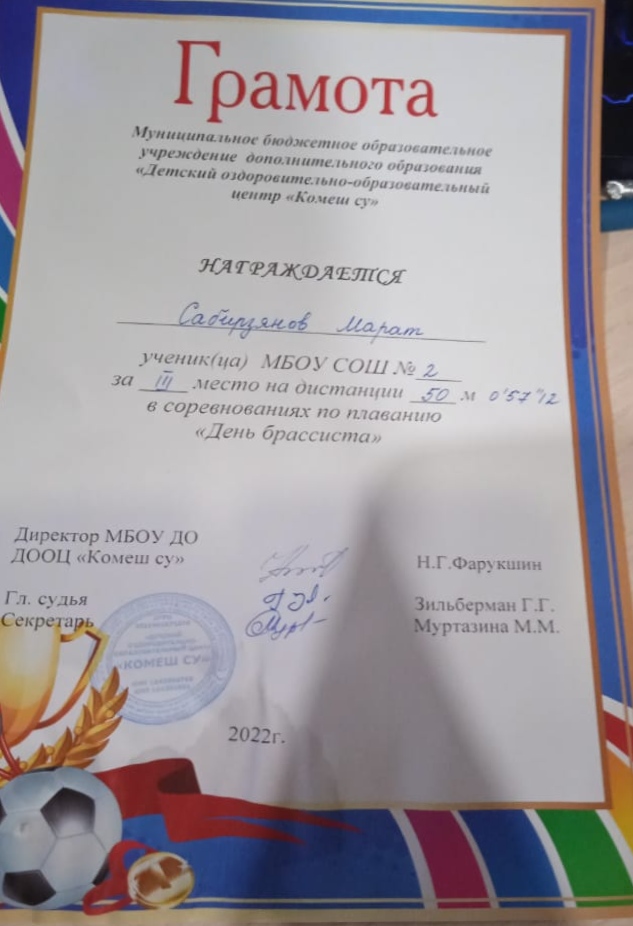 Грамота
Муниципальное бюджетное образовательное
учреждение дополнительного образования
«Детский оздоровительно-образовательный
центр «Комеш су»
НАГРАЖДАЕТСЯ
Сабирзянов Марат
ученик(ца) МБОУ СОШ № 2
за III место на дистанции 50 м 0'57"12
в соревнованиях по плаванию
«День брассиста»
Директор МБОУ ДО
ДООЦ «Комеш су» Н.Г.Фарукшин
Гл. судья Зильберман Г.Г.
Секретарь Муртазина М.М.
«КОМЕШ СУ»
2022г.